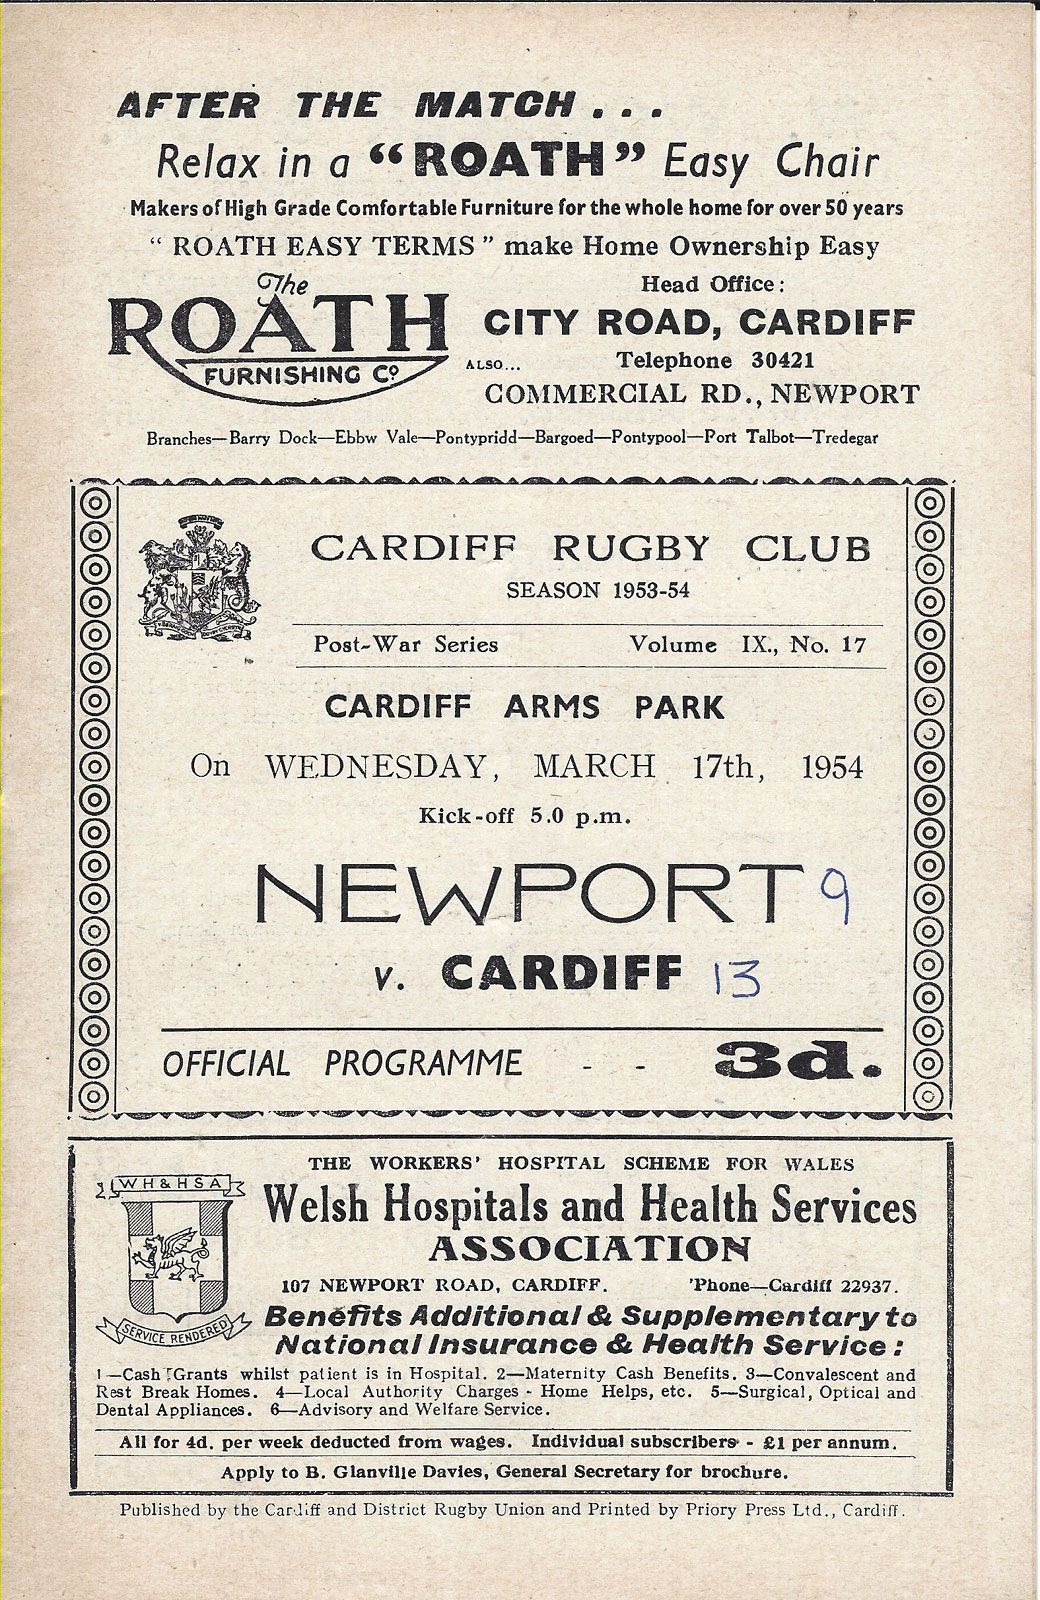 AFTER THE MATCH . . .
Relax in a “ROATH” Easy Chair
Makers of High Grade Comfortable Furniture for the whole home for over 50 years
“ ROATH EASY TERMS ” make Home Ownership Easy
The
ROATH
FURNISHING Cº
Head Office :
CITY ROAD, CARDIFF
Telephone 30421
ALSO...
COMMERCIAL RD., NEWPORT
Branches—Barry Dock—Ebbw Vale—Pontypridd—Bargoed—Pontypool—Port Talbot—Tredegar
CARDIFF RUGBY CLUB
SEASON 1953-54
Post-War Series Volume IX., No. 17
CARDIFF ARMS PARK
On WEDNESDAY, MARCH 17th, 1954
Kick-off 5.0 p.m.
NEWPORT 9
v. CARDIFF 13
OFFICIAL PROGRAMME - - 3d.
THE WORKERS’ HOSPITAL SCHEME FOR WALES
WH&HSA
SERVICE RENDERED
Welsh Hospitals and Health Services
ASSOCIATION
107 NEWPORT ROAD, CARDIFF. 'Phone—Cardiff 22937.
Benefits Additional & Supplementary to
National Insurance & Health Service :
1—Cash Grants whilst patient is in Hospital. 2—Maternity Cash Benefits. 3—Convalescent and
Rest Break Homes. 4—Local Authority Charges - Home Helps, etc. 5—Surgical, Optical and
Dental Appliances. 6—Advisory and Welfare Service.
All for 4d. per week deducted from wages. Individual subscribers - £1 per annum.
Apply to B. Glanville Davies, General Secretary for brochure.
Published by the Cardiff and District Rugby Union and Printed by Priory Press Ltd., Cardiff.